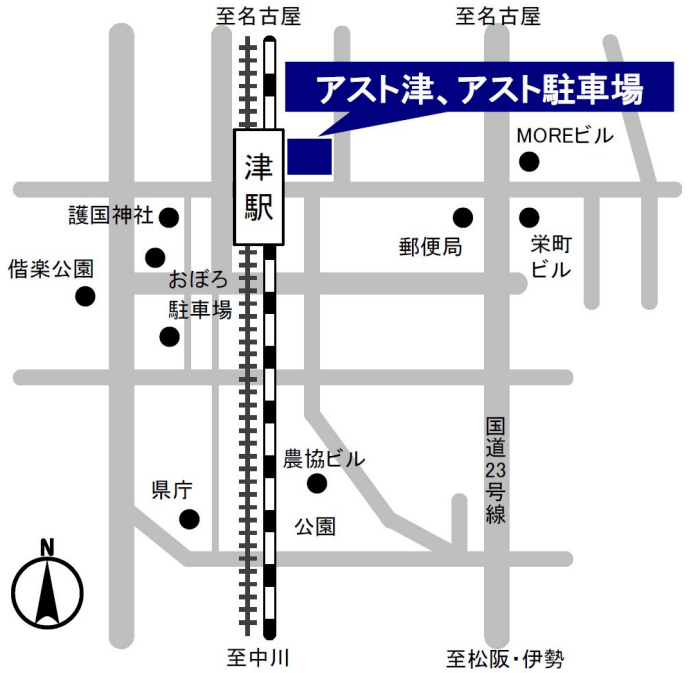 至名古屋
至名古屋
アスト津、アスト駐車場
MOREビル
津駅
護国神社
郵便局
栄町
ビル
偕楽公園
おぼろ
駐車場
国道23号線
農協ビル
県庁
公園
N
至中川
至松阪・伊勢